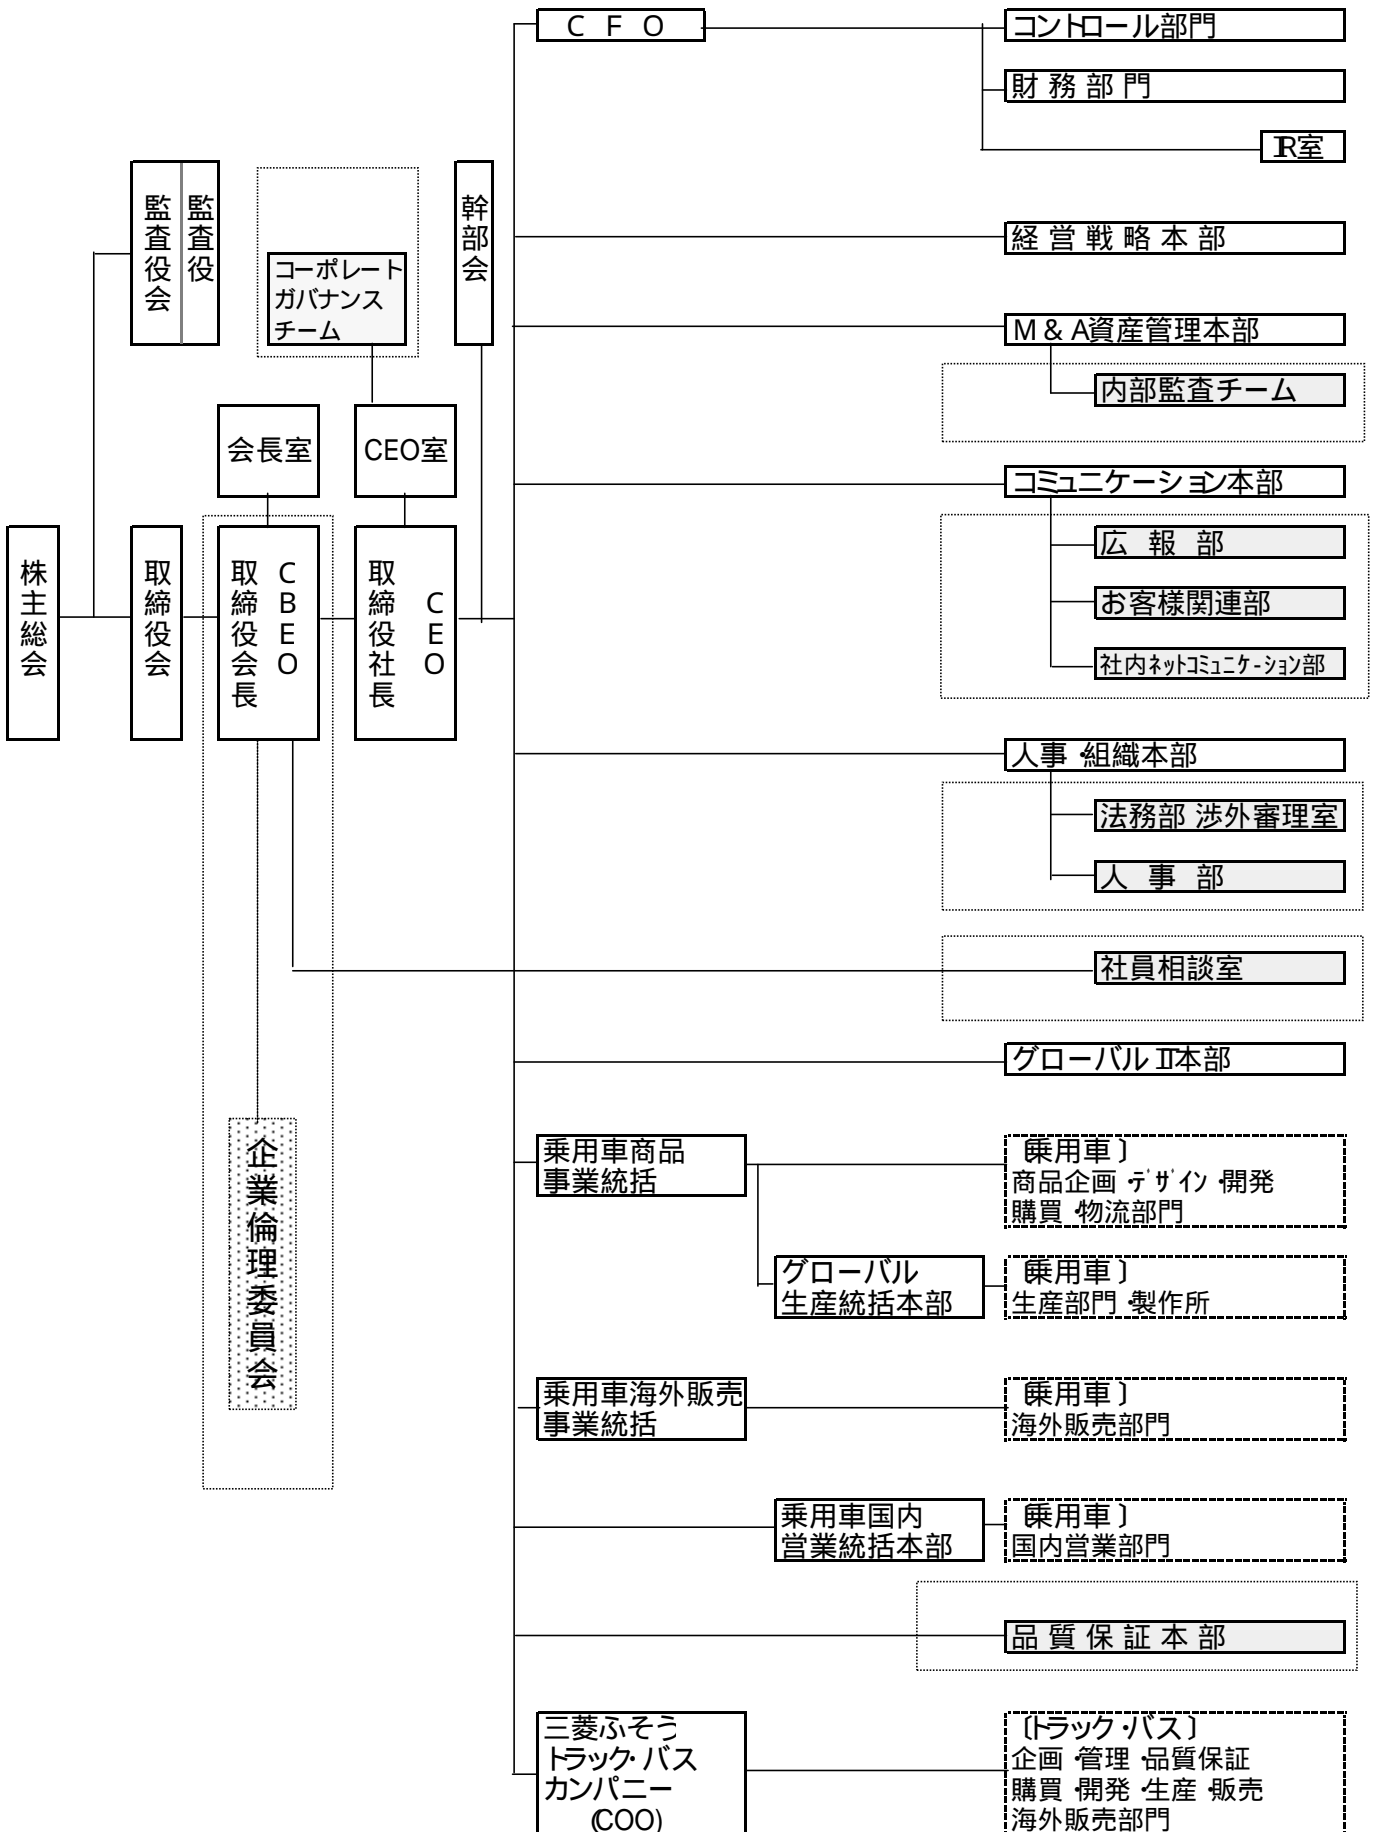 ＣＦＯ
コントロール部門
財務部門
IR室
監査役会
監査役
コーポレート
ガバナンス
チーム
幹部会
経営戦略本部
M&A資産管理本部
内部監査チーム
会長室
CEO室
コミュニケーション本部
広報部
お客様関連部
社内ネットコミュニケーション部
株主総会
取締役会
取締役会長
CBEO
取締役社長
CEO
人事・組織本部
法務部 渉外審理室
人事部
社員相談室
グローバルIT本部
企業倫理委員会
乗用車商品
事業統括
〔乗用車〕
商品企画・デザイン・開発
購買・物流部門
グローバル
生産統括本部
〔乗用車〕
生産部門・製作所
乗用車海外販売
事業統括
〔乗用車〕
海外販売部門
乗用車国内
営業統括本部
〔乗用車〕
国内営業部門
品質保証本部
三菱ふそう
トラック・バス
カンパニー
(COO)
〔トラック・バス〕
企画・管理・品質保証
購買・開発・生産・販売
海外販売部門